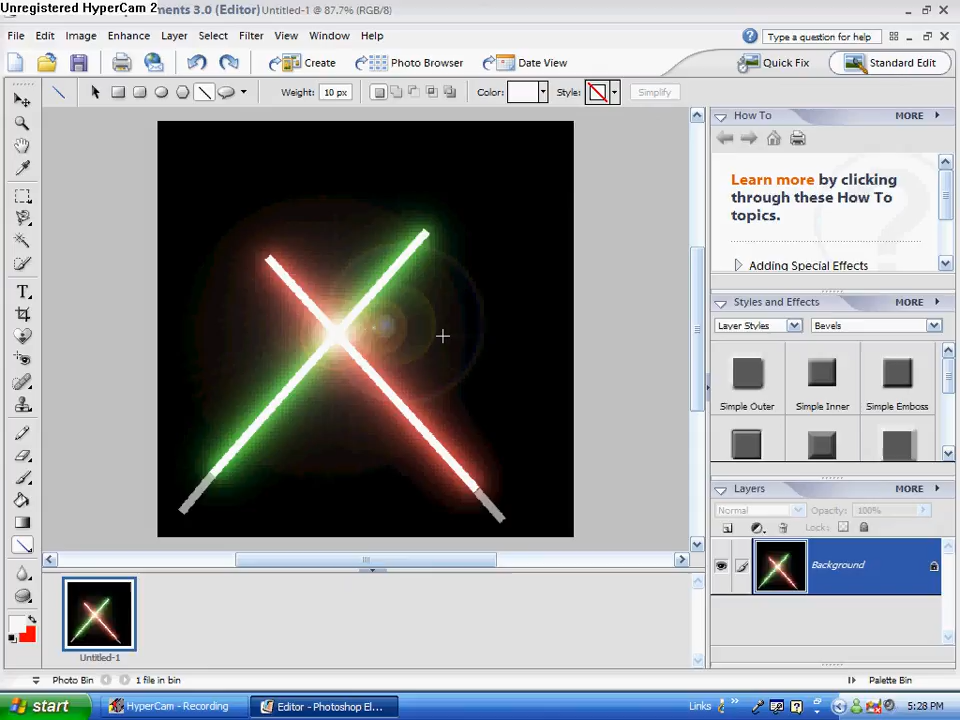 Unregistered HyperCam 2
ements 3.0 (Editor) Untitled-1 @ 87.7% (RGB/8)
File Edit Image Enhance Layer Select Filter View Window Help
Type a question for help
Create Photo Browser Date View
Quick Fix Standard Edit
Weight: 10 px Color: Style: Simplify
How To MORE
Learn more by clicking
through these How To
topics.
Adding Special Effects
Styles and Effects
Layer Styles Bevels
Simple Outer Simple Inner Simple Emboss
Layers MORE
Normal Opacity: 100%
Lock:
Background
Untitled-1
Photo Bin 1 file in bin Palette Bin
start HyperCam - Recording Editor - Photoshop El... Links 5:28 PM